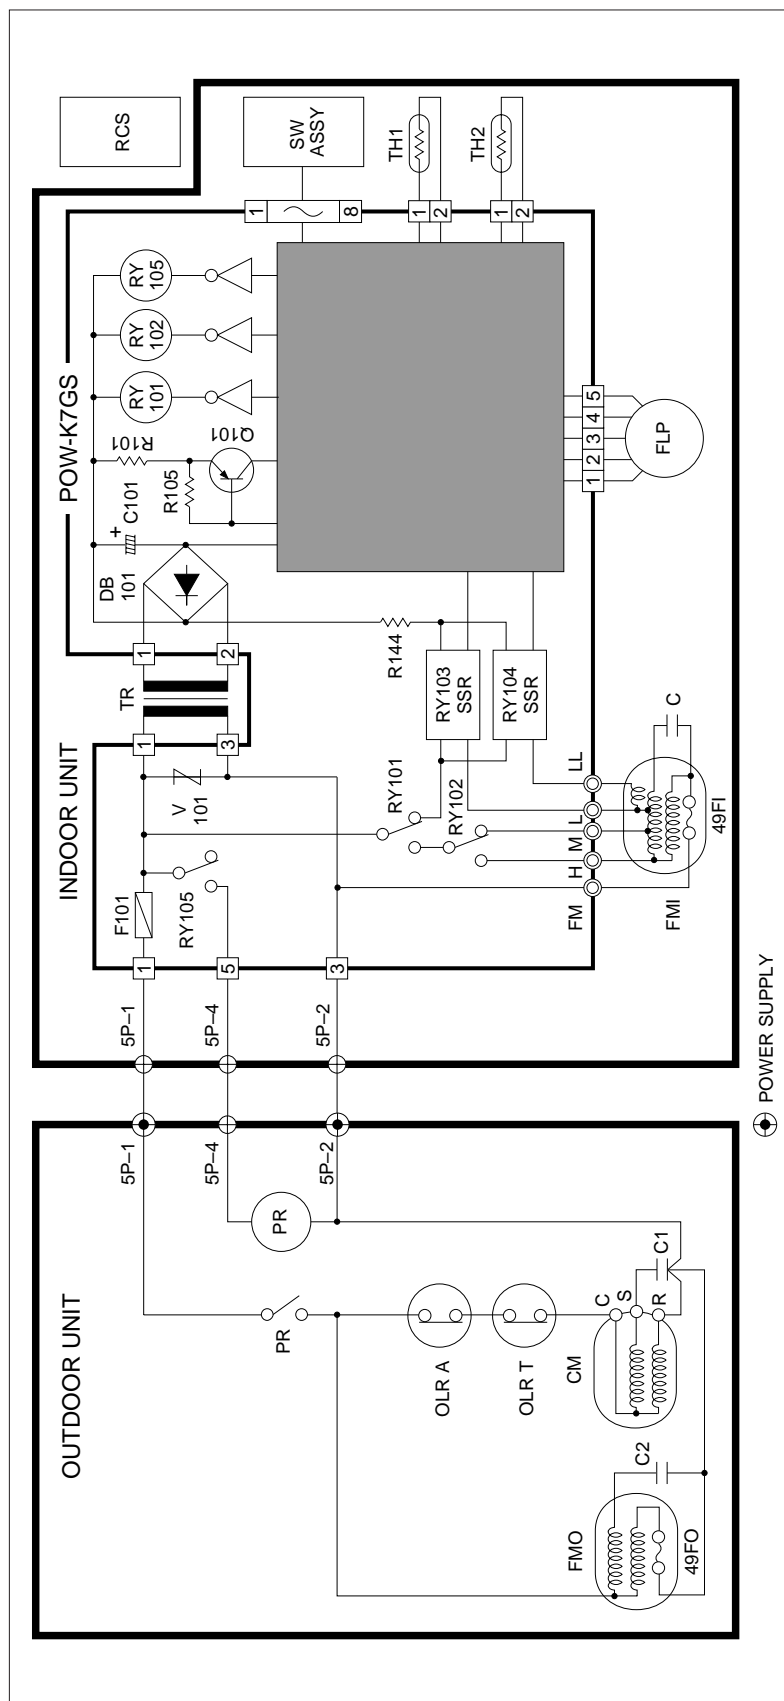 OUTDOOR UNIT
INDOOR UNIT
POW-K7GS
RCS
SW
ASSY
TH1
TH2
1
8
1
2
1
2
RY
105
RY
102
RY
101
R101
Q101
R105
C101
+
DB
101
1
2
TR
1
3
V
101
F101
RY105
1
5
3
R144
RY103
SSR
RY104
SSR
RY101
RY102
1
2
3
4
5
FLP
FM
H
M
L
LL
C
FMI
49FI
5P–1
5P–4
5P–2
5P–1
5P–4
5P–2
POWER SUPPLY
PR
PR
OLR A
OLR T
CM
C
S
R
C1
C2
FMO
49FO